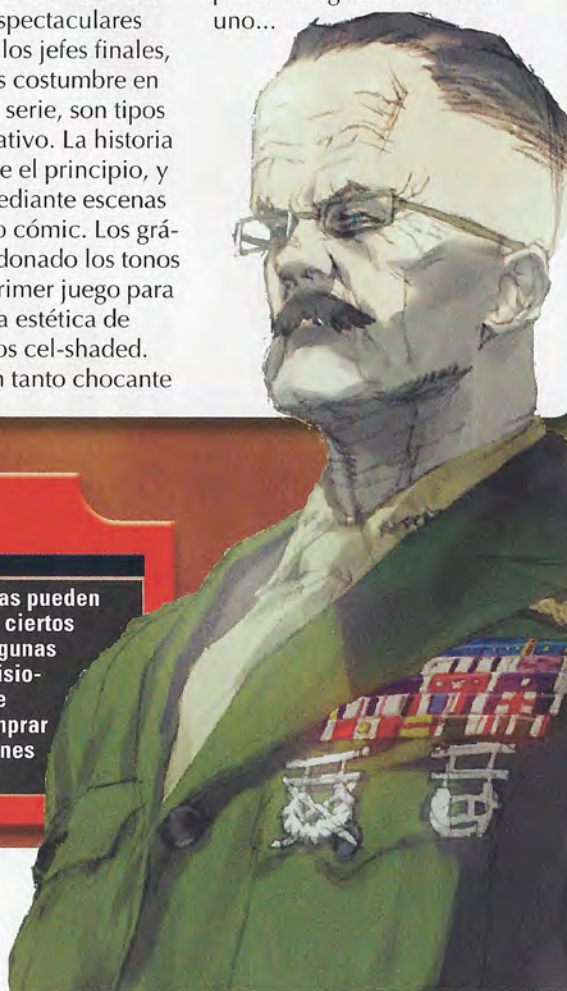 spectaculares
los jefes finales,
s costumbre en
serie, son tipos
ativo. La historia
e el principio, y
ediante escenas
o cómic. Los grá-
donado los tonos
rimer juego para
a estética de
os cel-shaded.
n tanto chocante
uno...
as pueden
ciertos
gunas
isio-
e
mprar
nes